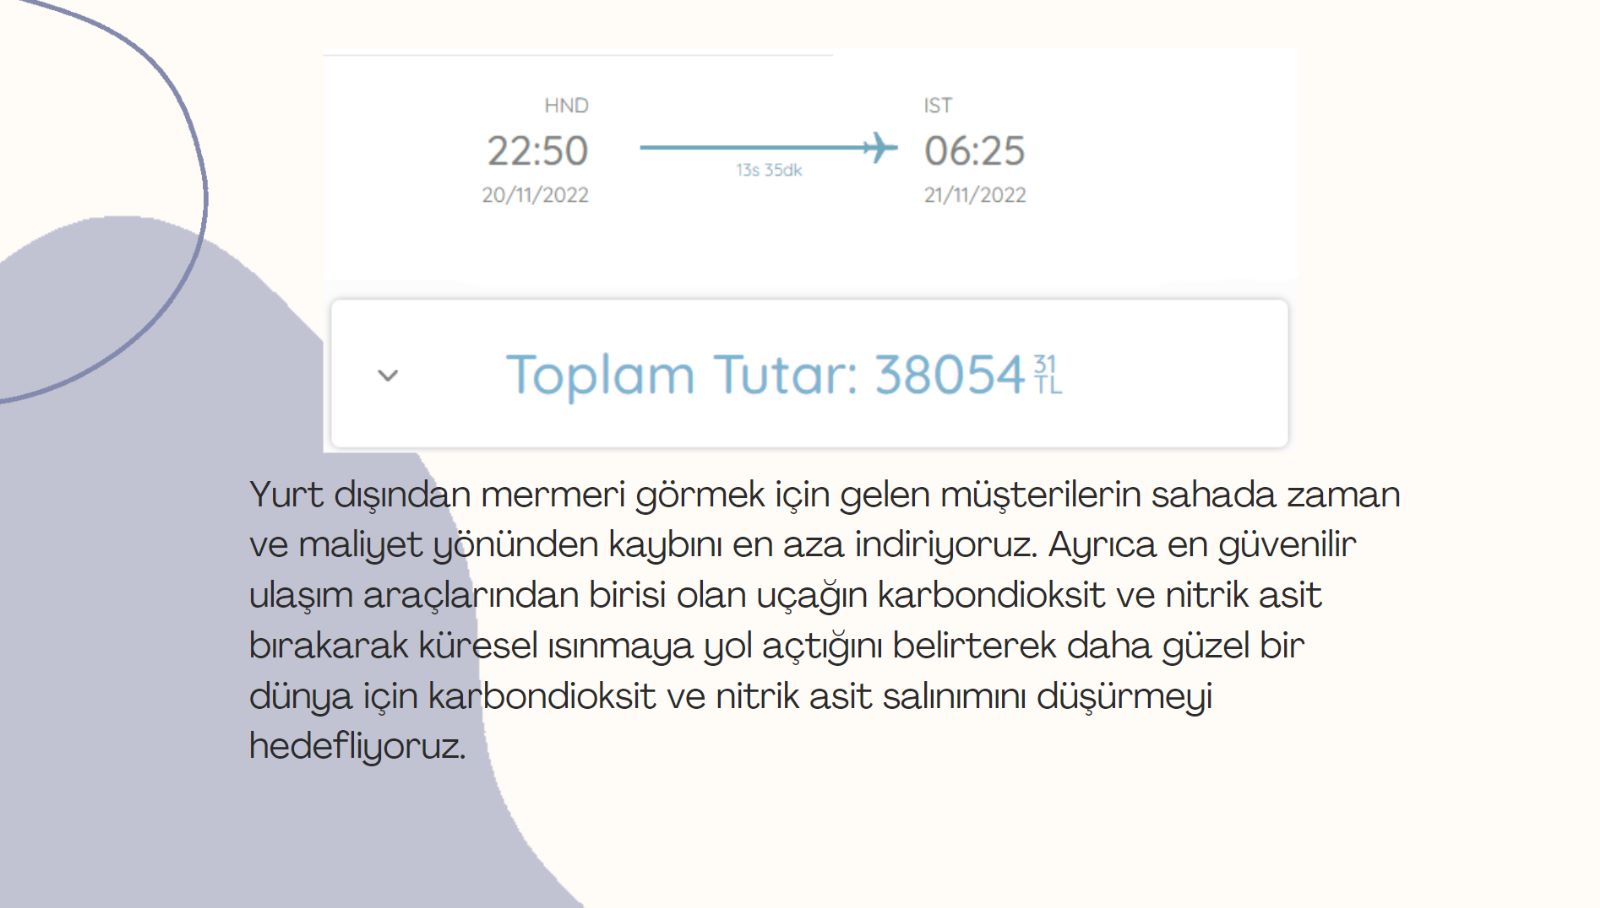 HND
22:50
20/11/2022
13s 35dk
IST
06:25
21/11/2022
Toplam Tutar: 38054 31 TL
Yurt dışından mermeri görmek için gelen müşterilerin sahada zaman
ve maliyet yönünden kaybını en aza indiriyoruz. Ayrıca en güvenilir
ulaşım araçlarından birisi olan uçağın karbondioksit ve nitrik asit
bırakarak küresel ısınmaya yol açtığını belirterek daha güzel bir
dünya için karbondioksit ve nitrik asit salınımını düşürmeyi
hedefliyoruz.